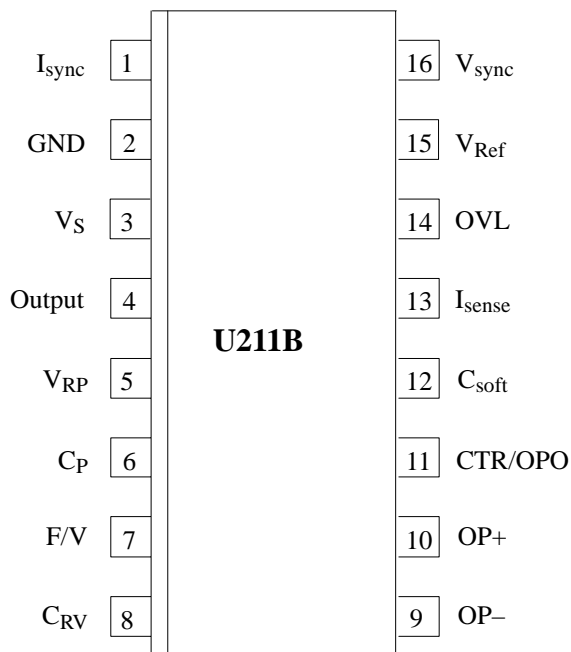 I_sync 1 16 V_sync
GND 2 15 V_Ref
V_S 3 14 OVL
Output 4 13 I_sense
U211B
V_RP 5 12 C_soft
C_P 6 11 CTR/OPO
F/V 7 10 OP+
C_RV 8 9 OP–